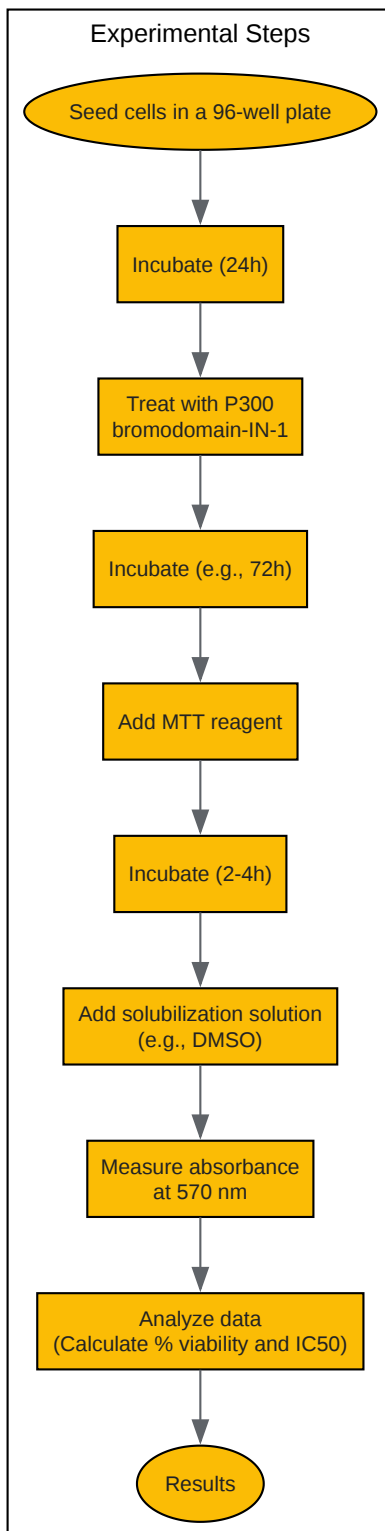 Experimental Steps
Seed cells in a 96-well plate
Incubate (24h)
Treat with P300
bromodomain-IN-1
Incubate (e.g., 72h)
Add MTT reagent
Incubate (2-4h)
Add solubilization solution
(e.g., DMSO)
Measure absorbance
at 570 nm
Analyze data
(Calculate % viability and IC50)
Results